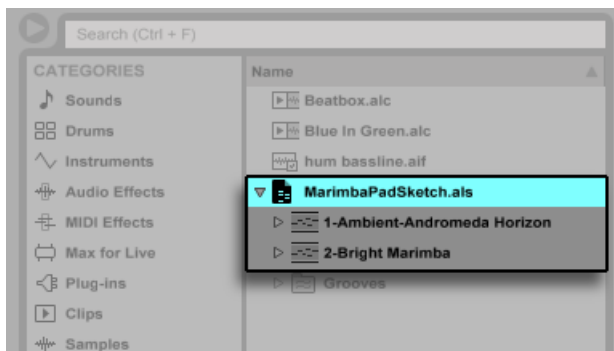 Search (Ctrl + F)
CATEGORIES
Sounds
Drums
Instruments
Audio Effects
MIDI Effects
Max for Live
Plug-ins
Clips
Samples
Name
Beatbox.alc
Blue In Green.alc
hum bassline.aif
MarimbaPadSketch.als
1-Ambient-Andromeda Horizon
2-Bright Marimba
Grooves